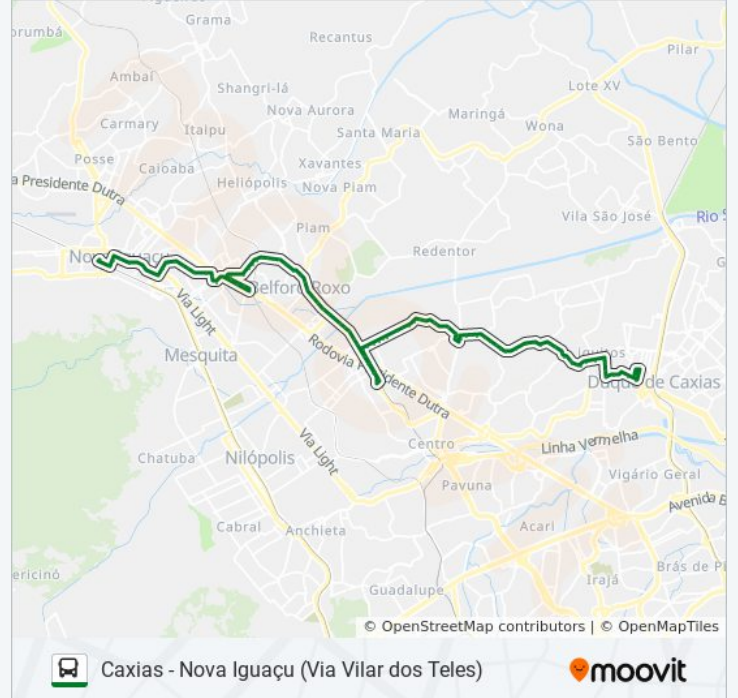 Grama
Recantus
Pilar
Ambaí
Shangri-lá
Lote XV
Nova Aurora
Maringá
Carmary
Itaipu
Santa Maria
Wona
São Bento
Posse
Caioaba
Xavantes
Heliópolis
Nova Piam
a Presidente Dutra
Piam
Vila São José
Rio
Redentor
Belford Roxo
Via Light
Mesquita
Rodovia Presidente Dutra
Duque de Caxias
Centro
Linha Vermelha
Via Light
Chatuba
Nilópolis
Pavuna
Vigário Geral
Avenida B
Cabral
Anchieta
Acari
ericinó
Irajá
Brás de Pi
Guadalupe
© OpenStreetMap contributors | © OpenMapTiles
Caxias - Nova Iguaçu (Via Vilar dos Teles)
moovit